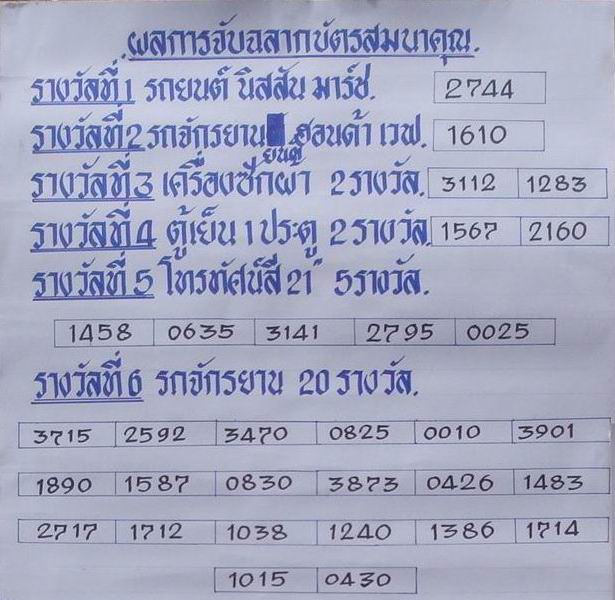 ผลการจับฉลากบัตรสมนาคุณ.
รางวัลที่ 1 รถยนต์ นิสสัน มาร์ช. 2744
รางวัลที่ 2 รถจักรยานยนต์ ฮอนด้า เวฟ. 1610
รางวัลที่ 3 เครื่องซักผ้า 2 รางวัล. 3112 1283
รางวัลที่ 4 ตู้เย็น 1 ประตู 2 รางวัล. 1567 2160
รางวัลที่ 5 โทรทัศน์สี 21" 5 รางวัล.
1458 0635 3141 2795 0025
รางวัลที่ 6 รถจักรยาน 20 รางวัล.
3715 2592 3470 0825 0010 3901
1890 1587 0830 3873 0426 1483
2717 1712 1038 1240 1386 1714
1015 0430